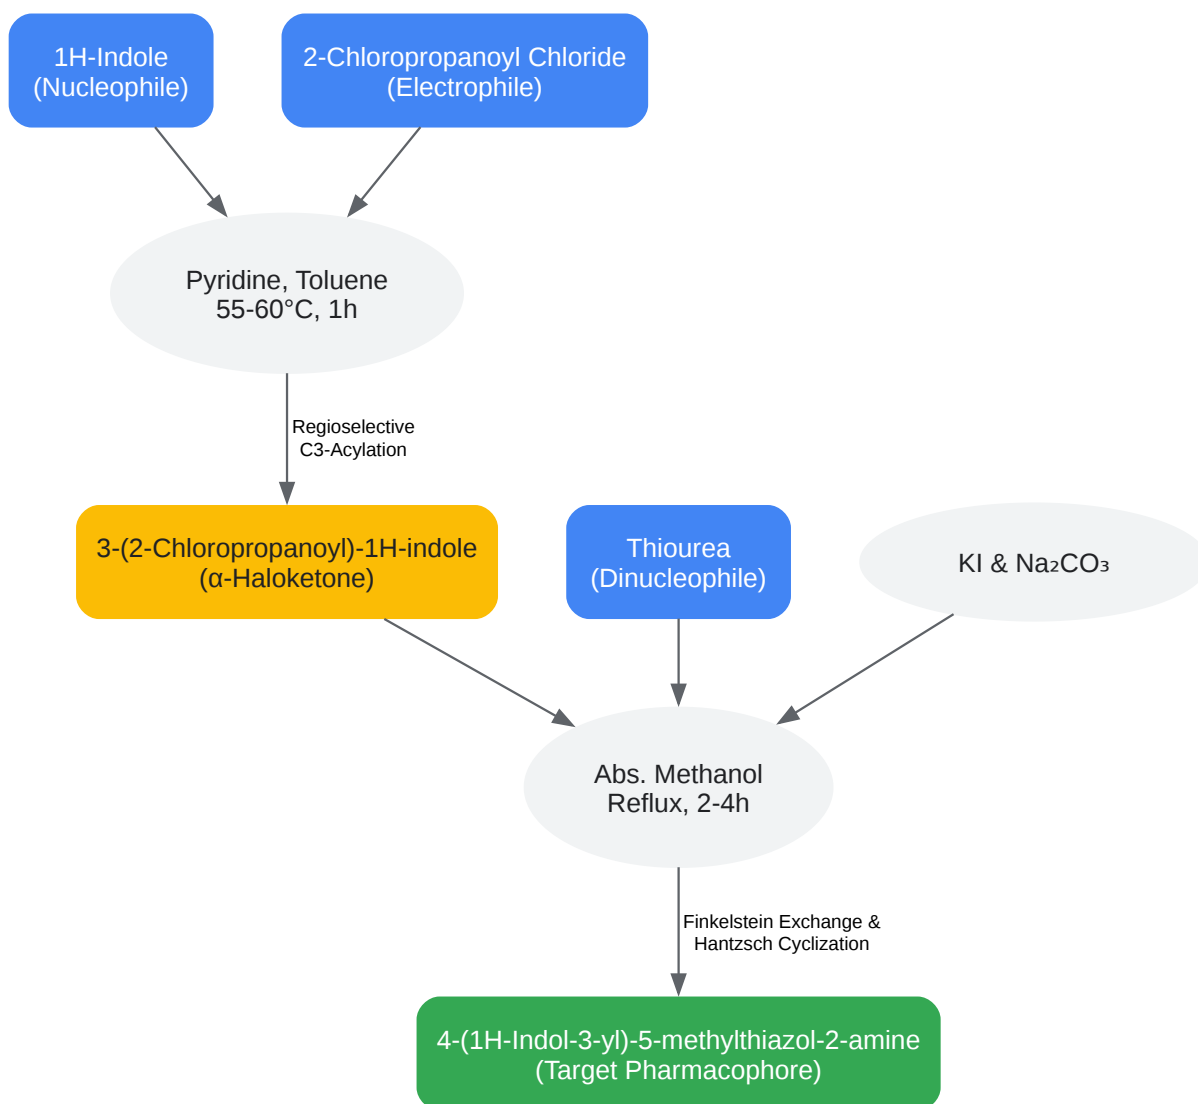 1H-Indole
(Nucleophile)
2-Chloropropanoyl Chloride
(Electrophile)
Pyridine, Toluene
55-60°C, 1h
Regioselective
C3-Acylation
3-(2-Chloropropanoyl)-1H-indole
(α-Haloketone)
Thiourea
(Dinucleophile)
KI & Na₂CO₃
Abs. Methanol
Reflux, 2-4h
Finkelstein Exchange &
Hantzsch Cyclization
4-(1H-Indol-3-yl)-5-methylthiazol-2-amine
(Target Pharmacophore)